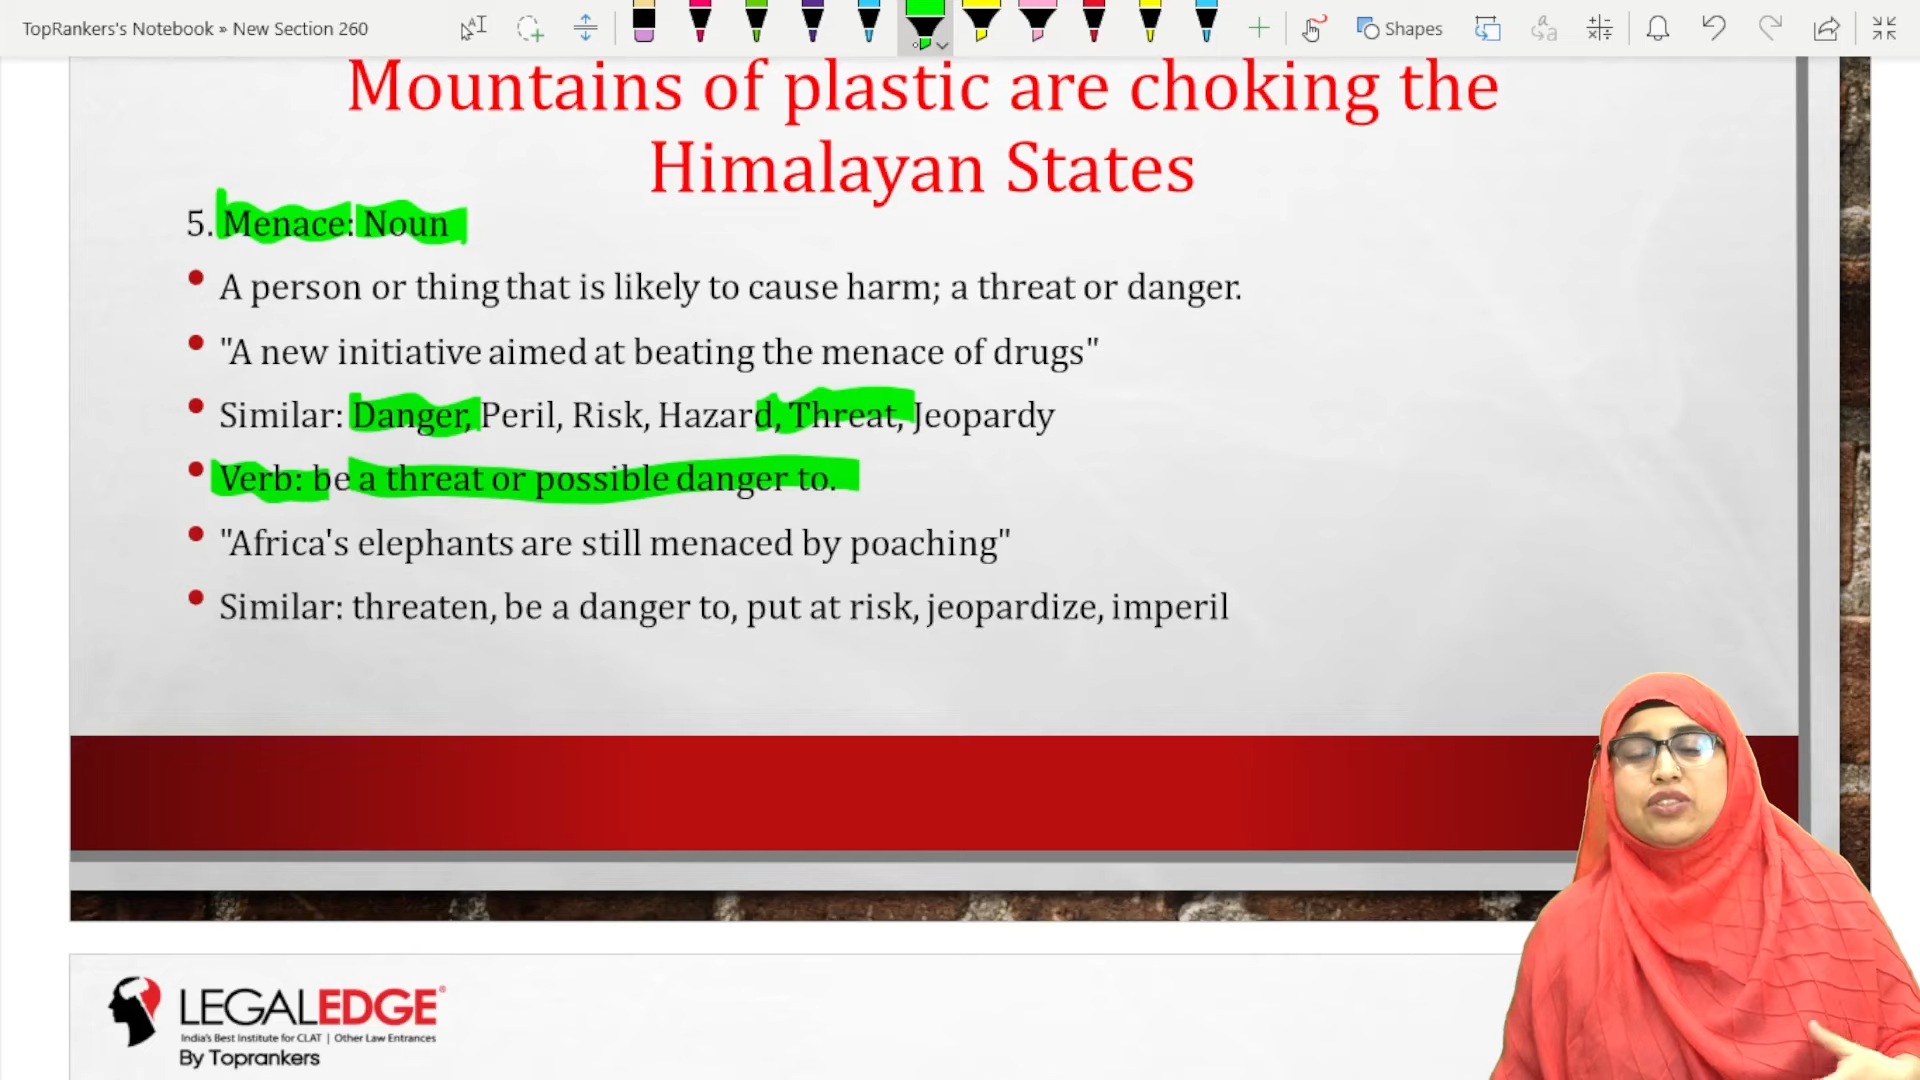 TopRankers's Notebook » New Section 260
Shapes
Mountains of plastic are choking the
Himalayan States
5. Menace: Noun
• A person or thing that is likely to cause harm; a threat or danger.
• "A new initiative aimed at beating the menace of drugs"
• Similar: Danger, Peril, Risk, Hazard, Threat, Jeopardy
• Verb: be a threat or possible danger to.
• "Africa's elephants are still menaced by poaching"
• Similar: threaten, be a danger to, put at risk, jeopardize, imperil
LEGALEDGE®
India's Best Institute for CLAT | Other Law Entrances
By Toprankers